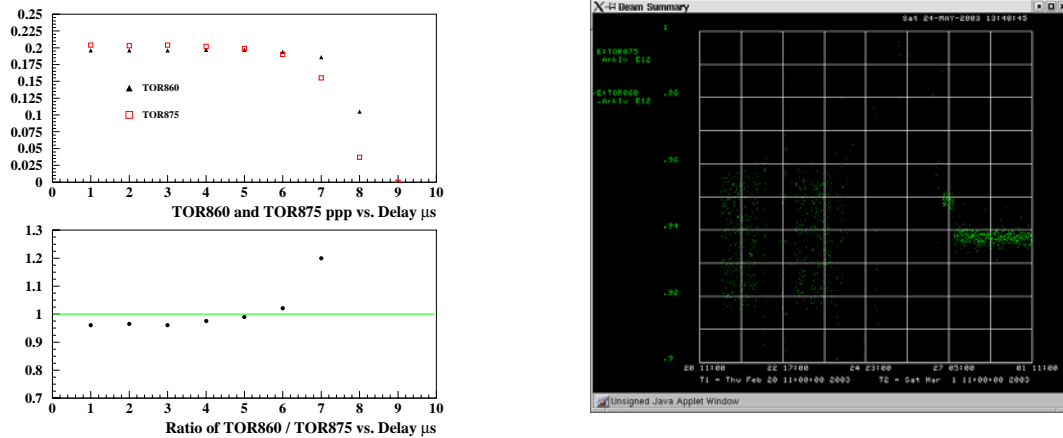 0.25
0.225
0.2
0.175
0.15
0.125
0.1
0.075
0.05
0.025
0
TOR860
TOR875
0 1 2 3 4 5 6 7 8 9 10
TOR860 and TOR875 ppp vs. Delay µs
1.3
1.2
1.1
1
0.9
0.8
0.7
0 1 2 3 4 5 6 7 8 9 10
Ratio of TOR860 / TOR875 vs. Delay µs
Beam Summary
Sat 24-MAY-2003 13:40:45
1
E:TOR875
Arklv E12
.98
E:TOR860
.Arklv E12
.96
.94
.92
.9
20 11:00 22 17:00 24 23:00 27 05:00 01 11:00
T1 = Thu Feb 20 11:00:00 2003 T2 = Sat Mar 1 11:00:00 2003
Unsigned Java Applet Window